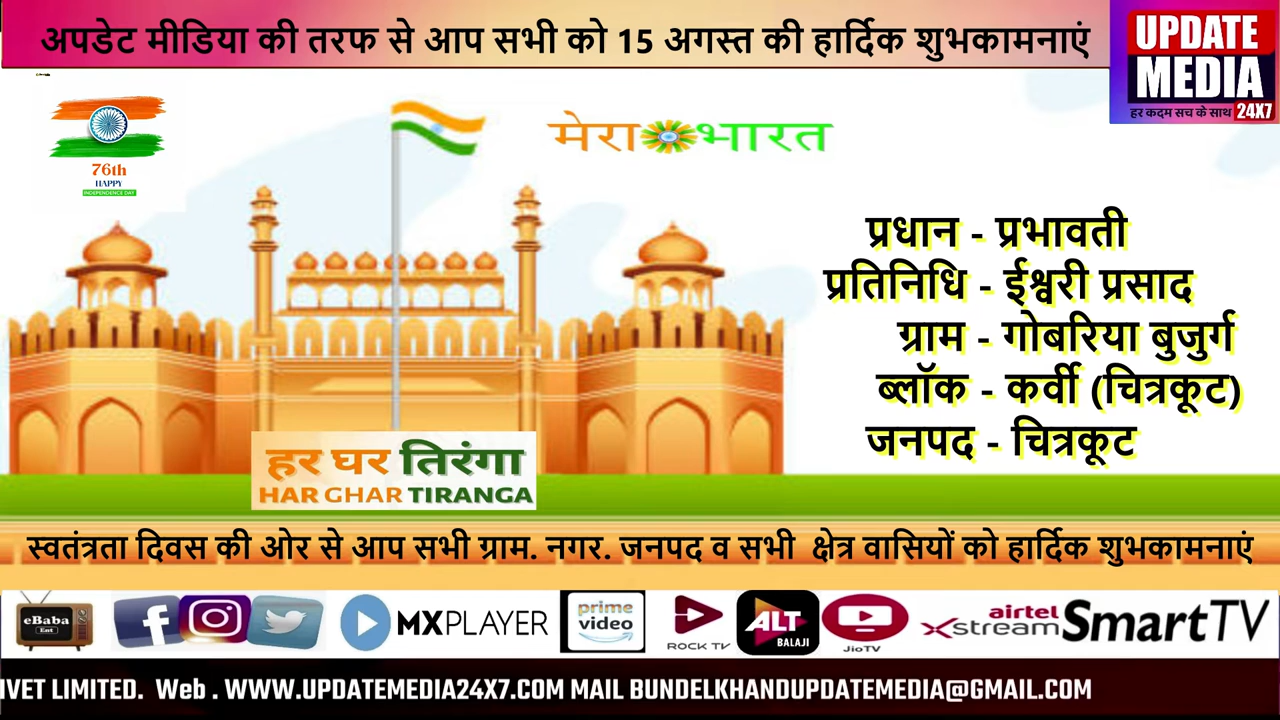 अपडेट मीडिया की तरफ से आप सभी को 15 अगस्त की हार्दिक शुभकामनाएं
UPDATE
MEDIA
हर कदम सच के साथ 24X7
76th
HAPPY
INDEPENDENCE DAY
मेरा भारत
प्रधान - प्रभावती
प्रतिनिधि - ईश्वरी प्रसाद
ग्राम - गोबरिया बुजुर्ग
ब्लॉक - कर्वी (चित्रकूट)
जनपद - चित्रकूट
हर घर तिरंगा
HAR GHAR TIRANGA
स्वतंत्रता दिवस की ओर से आप सभी ग्राम. नगर. जनपद व सभी क्षेत्र वासियों को हार्दिक शुभकामनाएं
eBaba
Ent
MXPLAYER
prime
video
ROCK TV
ALT
BALAJI
JioTV
airtel
xstream
SmartTV
IVET LIMITED. Web . WWW.UPDATEMEDIA24X7.COM MAIL BUNDELKHANDUPDATEMEDIA@GMAIL.COM